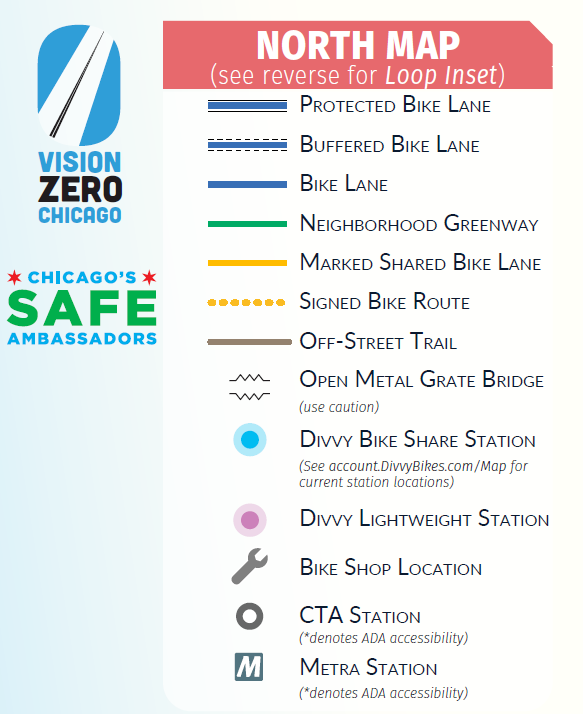 VISION
ZERO
CHICAGO
CHICAGO'S
SAFE
AMBASSADORS
NORTH MAP
(see reverse for Loop Inset)
PROTECTED BIKE LANE
BUFFERED BIKE LANE
BIKE LANE
NEIGHBORHOOD GREENWAY
MARKED SHARED BIKE LANE
SIGNED BIKE ROUTE
OFF-STREET TRAIL
OPEN METAL GRATE BRIDGE
(use caution)
DIVVY BIKE SHARE STATION
(See account.DivvyBikes.com/Map for
current station locations)
DIVVY LIGHTWEIGHT STATION
BIKE SHOP LOCATION
CTA STATION
(*denotes ADA accessibility)
M METRA STATION
(*denotes ADA accessibility)